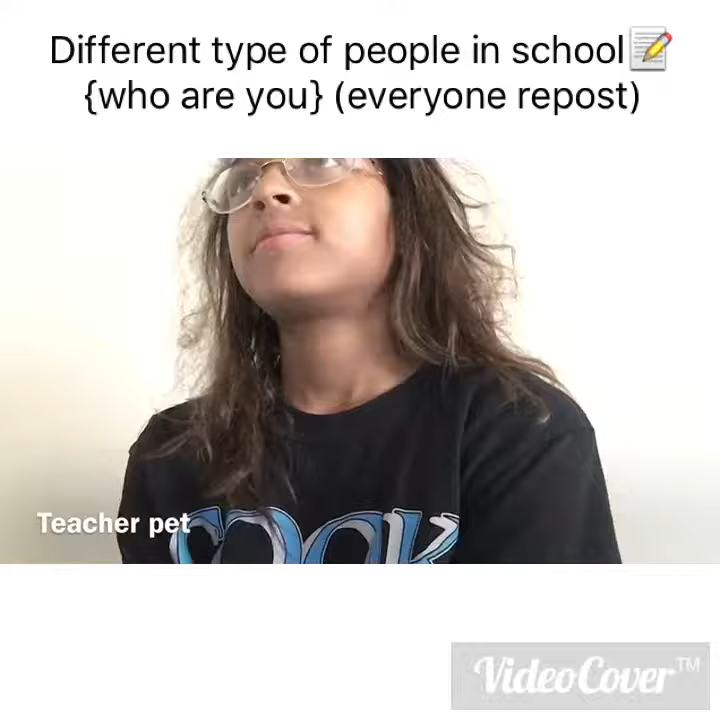 Different type of people in school📝
{who are you} (everyone repost)
Teacher pet
VideoCover™